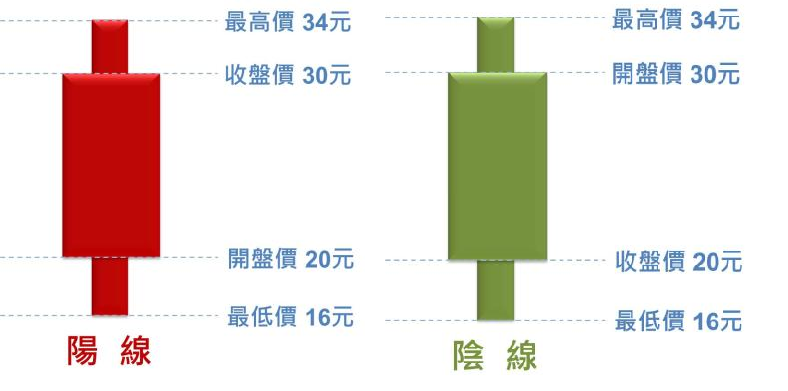 最高價 34元
收盤價 30元
開盤價 20元
最低價 16元
陽線
最高價 34元
開盤價 30元
收盤價 20元
最低價 16元
陰線